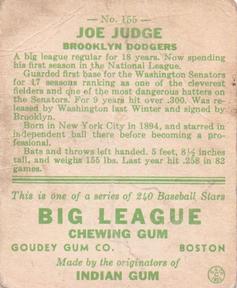 — No. 155 —
JOE JUDGE
BROOKLYN DODGERS
A big league regular for 18 years. Now spending
his first season in the National League.
Guarded first base for the Washington Senators
for 17 seasons ranking as one of the cleverest
fielders and one of the most dangerous batters on
the Senators. For 9 years hit over .300. Was re-
leased by Washington last Winter and signed by
Brooklyn.
Born in New York City in 1894, and starred in
independent ball there before becoming a pro-
fessional.
Bats and throws left handed. 5 feet, 8½ inches
tall, and weighs 155 lbs. Last year hit .258 in 82
games.
This is one of a series of 240 Baseball Stars
BIG LEAGUE
CHEWING GUM
GOUDEY GUM CO. BOSTON
Made by the originators of
INDIAN GUM